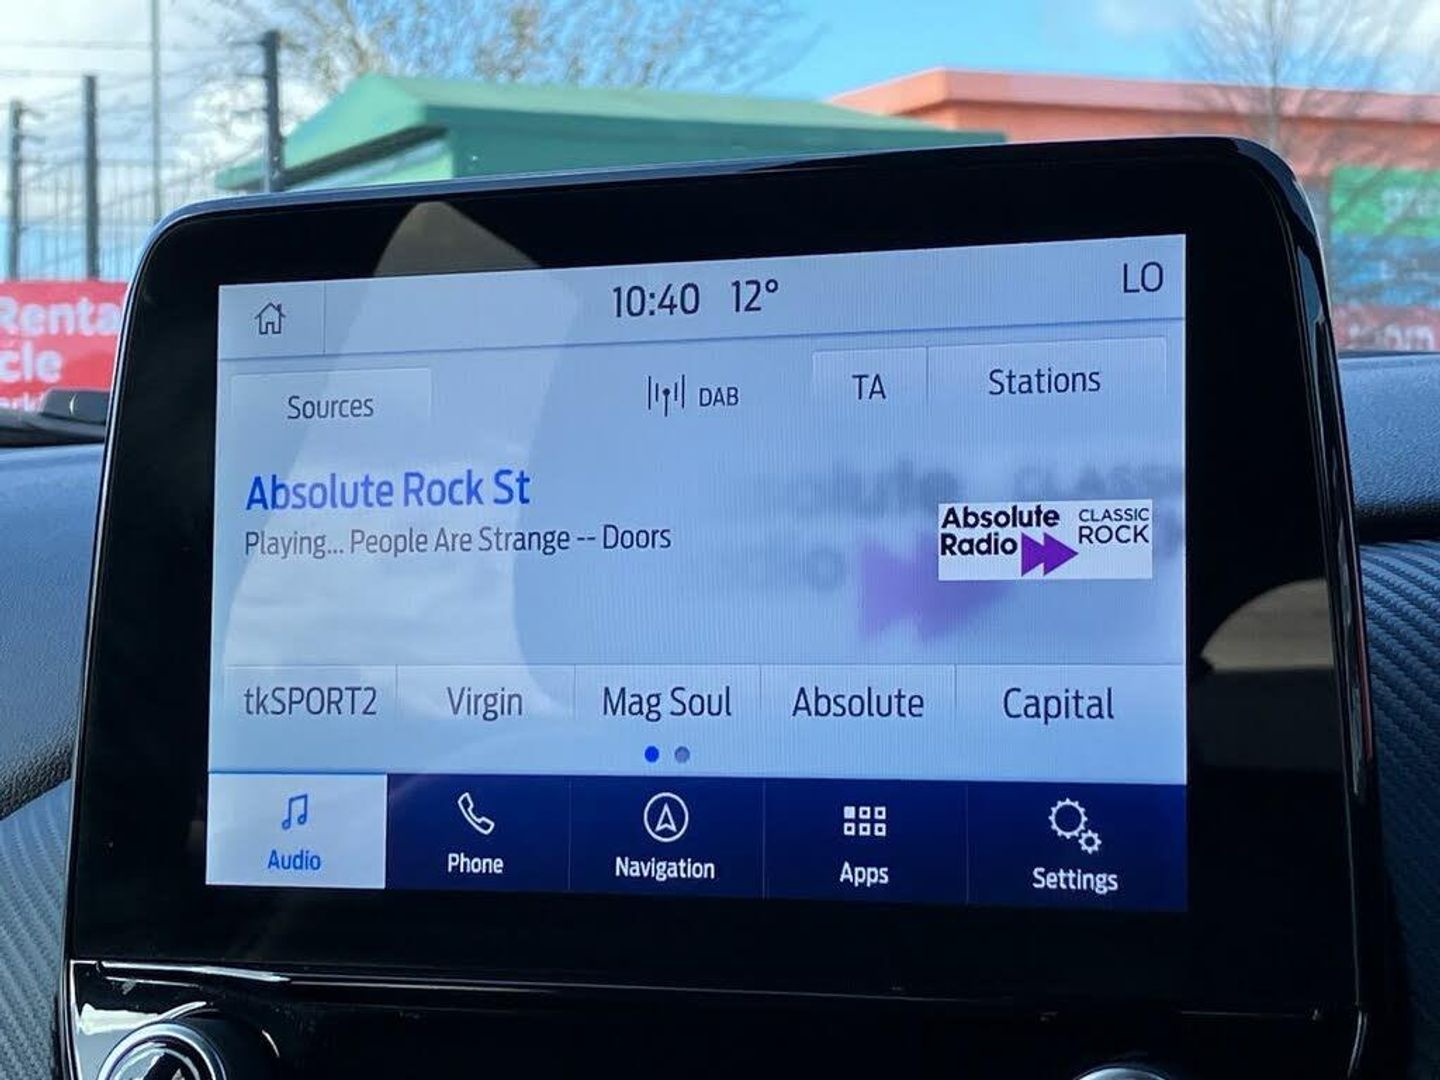 Renta
cle
10:40 12°
LO
Sources
DAB
TA
Stations
Absolute Rock St
Playing... People Are Strange -- Doors
Absolute
Radio
CLASSIC
ROCK
tkSPORT2
Virgin
Mag Soul
Absolute
Capital
Audio
Phone
Navigation
Apps
Settings